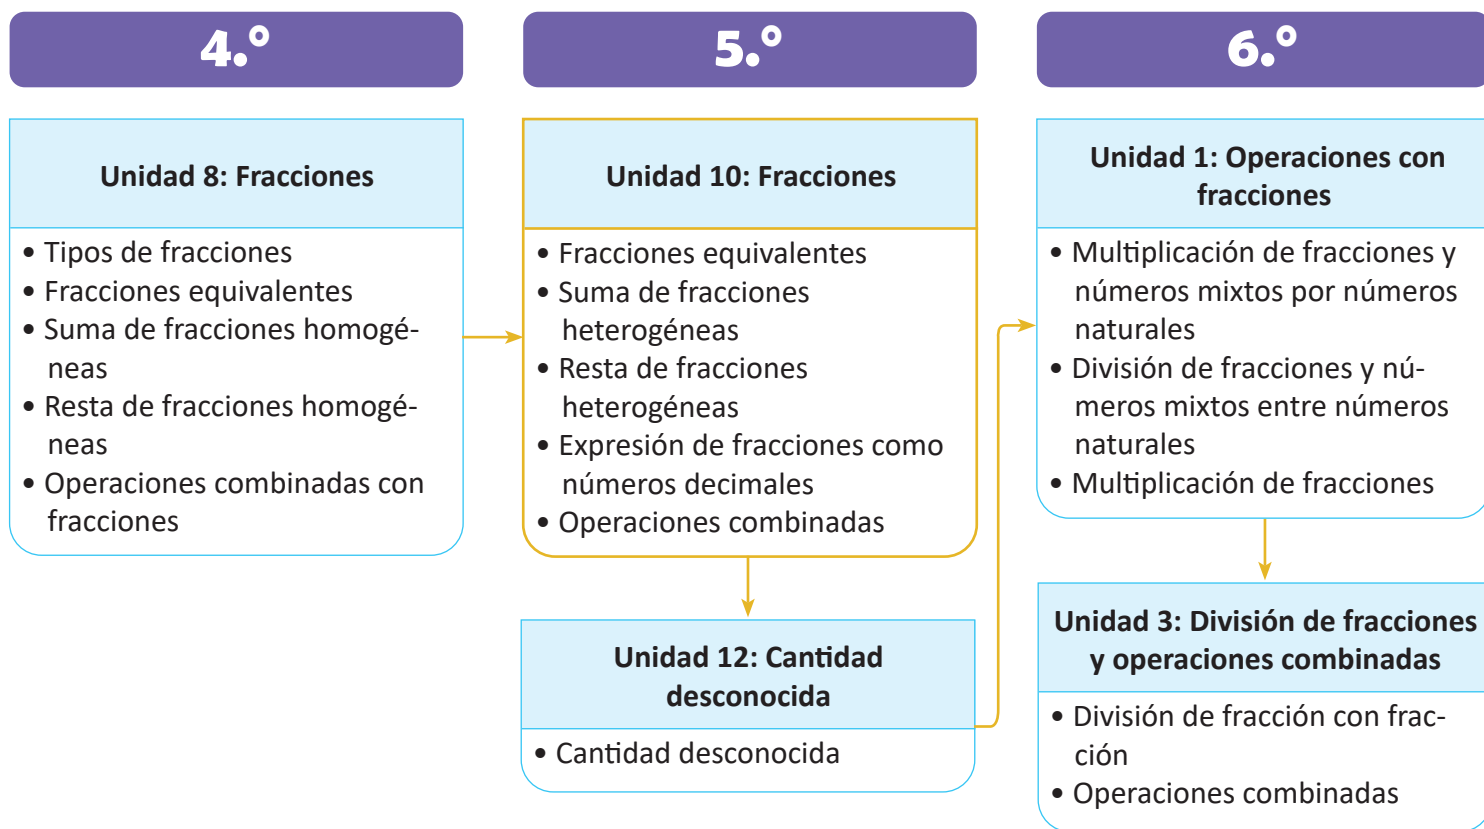 4.º
5.º
6.º
Unidad 8: Fracciones
• Tipos de fracciones
• Fracciones equivalentes
• Suma de fracciones homogé-
neas
• Resta de fracciones homogé-
neas
• Operaciones combinadas con
fracciones
Unidad 10: Fracciones
• Fracciones equivalentes
• Suma de fracciones
heterogéneas
• Resta de fracciones
heterogéneas
• Expresión de fracciones como
números decimales
• Operaciones combinadas
Unidad 12: Cantidad
desconocida
• Cantidad desconocida
Unidad 1: Operaciones con
fracciones
• Multiplicación de fracciones y
números mixtos por números
naturales
• División de fracciones y nú-
meros mixtos entre números
naturales
• Multiplicación de fracciones
Unidad 3: División de fracciones
y operaciones combinadas
• División de fracción con frac-
ción
• Operaciones combinadas